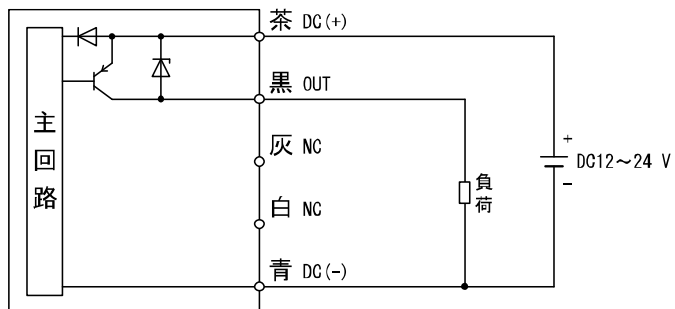 茶 DC(+)
黒 OUT
灰 NC
白 NC
青 DC(-)
主回路
負荷
+
DC12～24 V
-